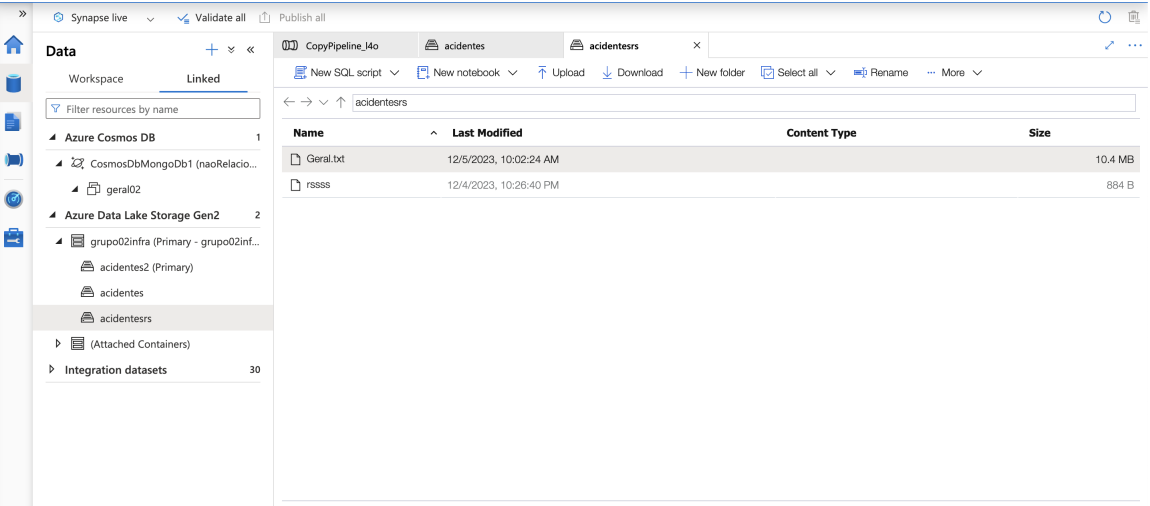 Synapse live Validate all Publish all
Data
Workspace Linked
Filter resources by name
Azure Cosmos DB 1
CosmosDbMongoDb1 (naoRelacio...
geral02
Azure Data Lake Storage Gen2 2
grupo02infra (Primary - grupo02inf...
acidentes2 (Primary)
acidentes
acidentesrs
(Attached Containers)
Integration datasets 30
CopyPipeline_l4o acidentes acidentesrs
New SQL script New notebook Upload Download New folder Select all Rename ... More
acidentesrs
Name Last Modified Content Type Size
Geral.txt 12/5/2023, 10:02:24 AM 10.4 MB
rssss 12/4/2023, 10:26:40 PM 884 B